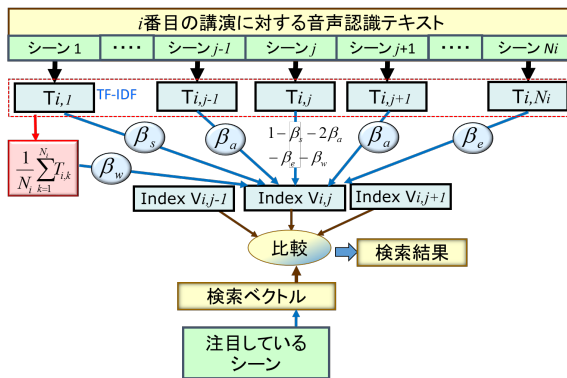 i番目の講演に対する音声認識テキスト
シーン 1 ‥‥ シーン j-1 シーン j シーン j+1 ‥‥ シーン Ni
Ti,1 TF-IDF Ti,j-1 Ti,j Ti,j+1 Ti,Ni
βs βa 1−βs−2βa βa βe
−βe−βw
1/Ni ∑k=1Ni Ti,k βw
Index Vi,j-1 Index Vi,j Index Vi,j+1
比較 検索結果
検索ベクトル
注目している
シーン